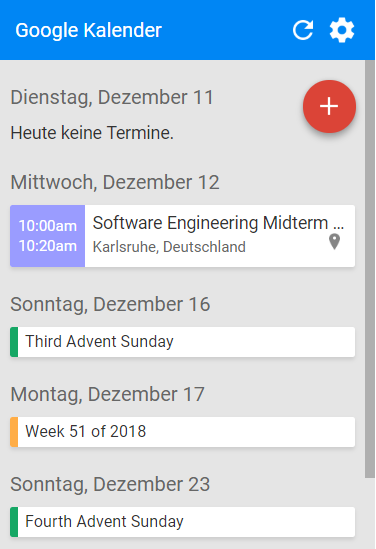 Google Kalender
Dienstag, Dezember 11
Heute keine Termine.
Mittwoch, Dezember 12
10:00am
10:20am
Software Engineering Midterm ...
Karlsruhe, Deutschland
Sonntag, Dezember 16
Third Advent Sunday
Montag, Dezember 17
Week 51 of 2018
Sonntag, Dezember 23
Fourth Advent Sunday